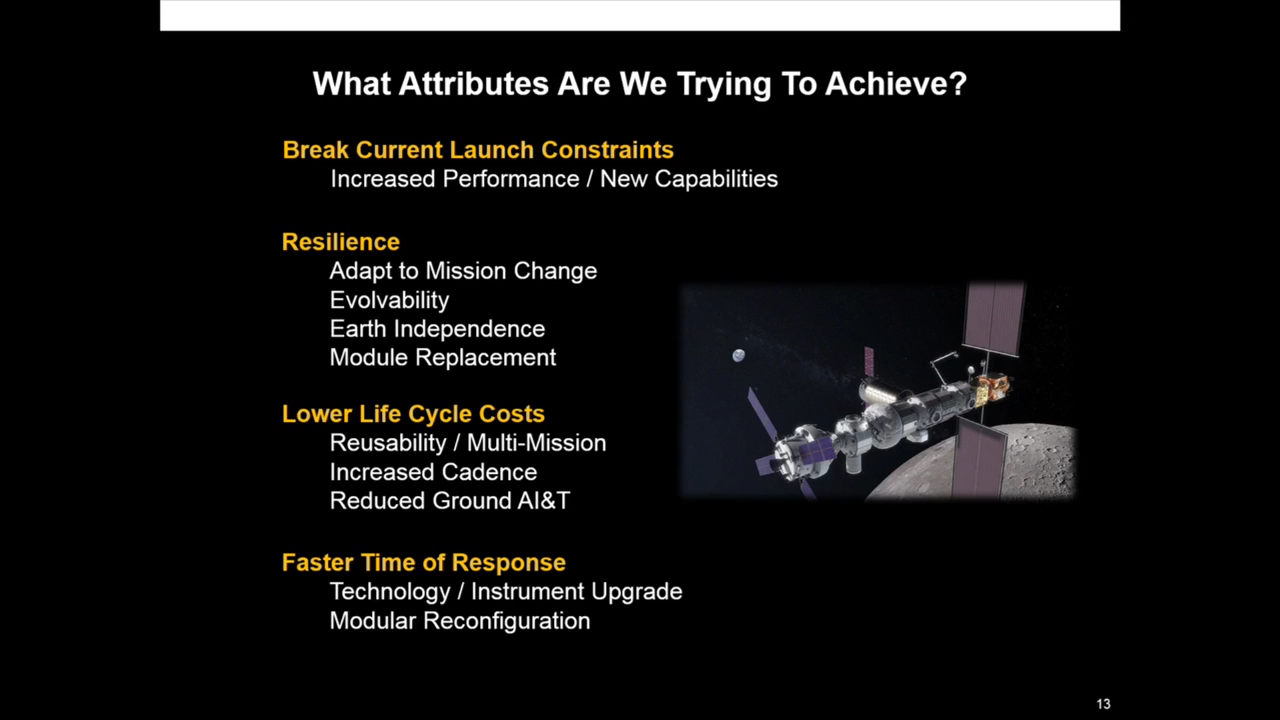 What Attributes Are We Trying To Achieve?
Break Current Launch Constraints
Increased Performance / New Capabilities
Resilience
Adapt to Mission Change
Evolvability
Earth Independence
Module Replacement
Lower Life Cycle Costs
Reusability / Multi-Mission
Increased Cadence
Reduced Ground AI&T
Faster Time of Response
Technology / Instrument Upgrade
Modular Reconfiguration
13